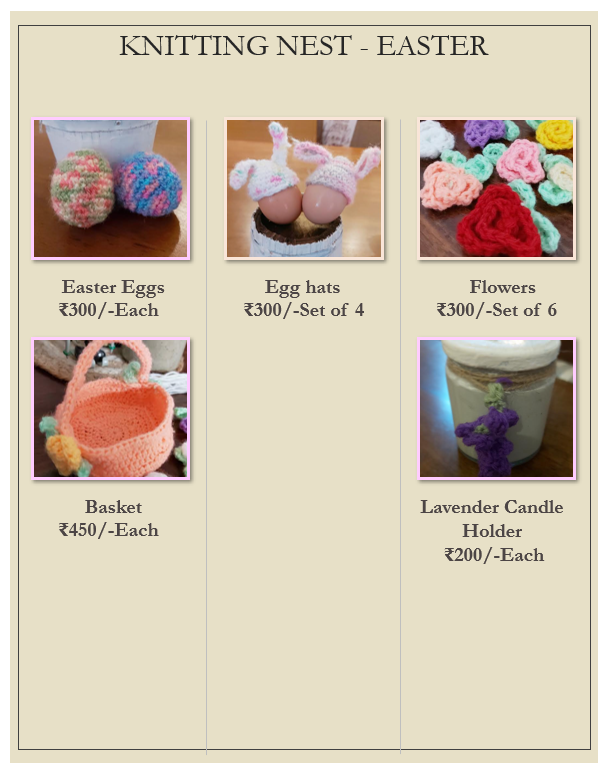 KNITTING NEST - EASTER
Easter Eggs
₹300/-Each
Egg hats
₹300/-Set of 4
Flowers
₹300/-Set of 6
Basket
₹450/-Each
Lavender Candle
Holder
₹200/-Each